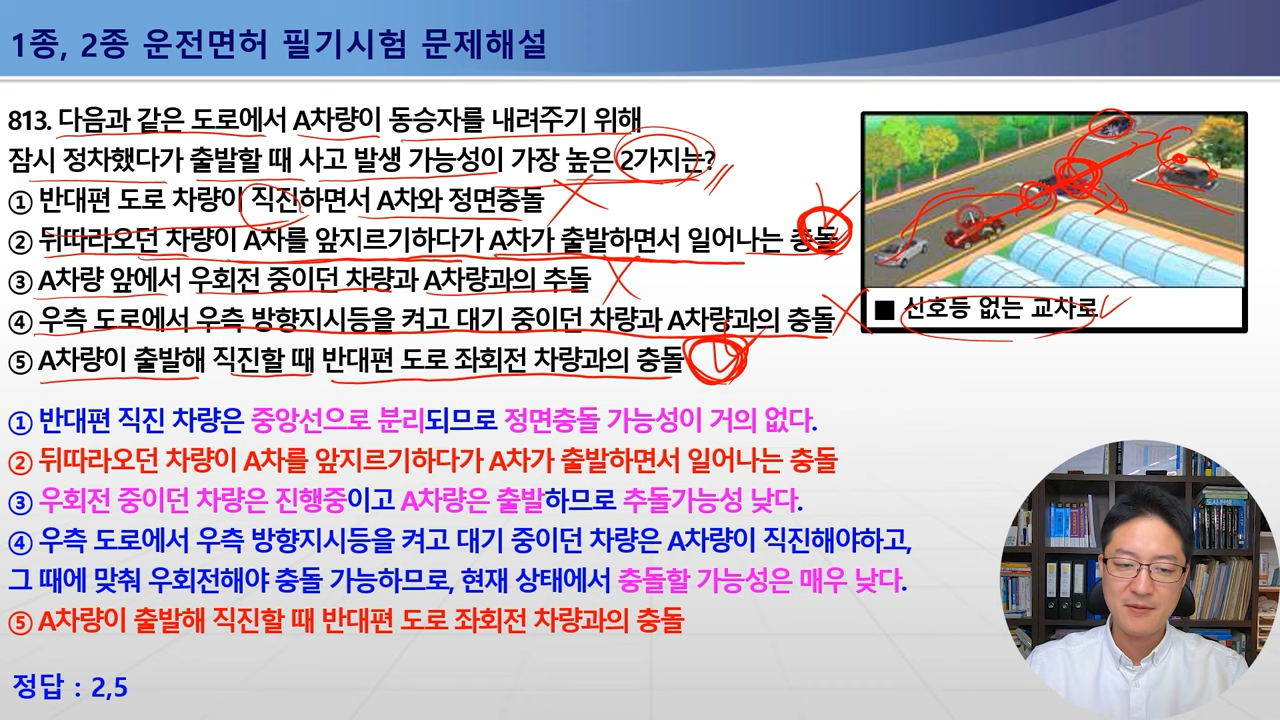 1종, 2종 운전면허 필기시험 문제해설
813. 다음과 같은 도로에서 A차량이 동승자를 내려주기 위해
잠시 정차했다가 출발할 때 사고 발생 가능성이 가장 높은 2가지는?
① 반대편 도로 차량이 직진하면서 A차와 정면충돌
② 뒤따라오던 차량이 A차를 앞지르기하다가 A차가 출발하면서 일어나는 충돌
③ A차량 앞에서 우회전 중이던 차량과 A차량과의 추돌
④ 우측 도로에서 우측 방향지시등을 켜고 대기 중이던 차량과 A차량과의 충돌
⑤ A차량이 출발해 직진할 때 반대편 도로 좌회전 차량과의 충돌
■ 신호등 없는 교차로
① 반대편 직진 차량은 중앙선으로 분리되므로 정면충돌 가능성이 거의 없다.
② 뒤따라오던 차량이 A차를 앞지르기하다가 A차가 출발하면서 일어나는 충돌
③ 우회전 중이던 차량은 진행중이고 A차량은 출발하므로 추돌가능성 낮다.
④ 우측 도로에서 우측 방향지시등을 켜고 대기 중이던 차량은 A차량이 직진해야하고,
그 때에 맞춰 우회전해야 충돌 가능하므로, 현재 상태에서 충돌할 가능성은 매우 낮다.
⑤ A차량이 출발해 직진할 때 반대편 도로 좌회전 차량과의 충돌
정답 : 2,5